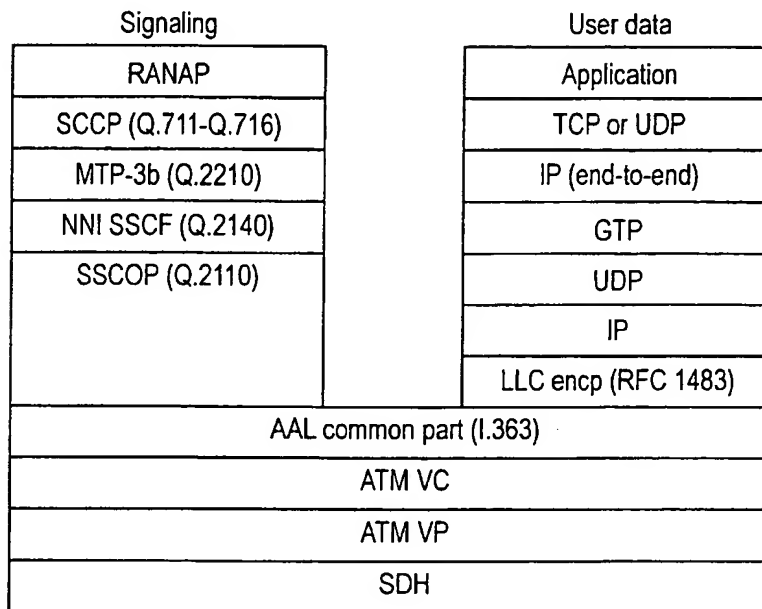 Signaling
RANAP
SCCP (Q.711-Q.716)
MTP-3b (Q.2210)
NNI SSCF (Q.2140)
SSCOP (Q.2110)
User data
Application
TCP or UDP
IP (end-to-end)
GTP
UDP
IP
LLC encp (RFC 1483)
AAL common part (I.363)
ATM VC
ATM VP
SDH